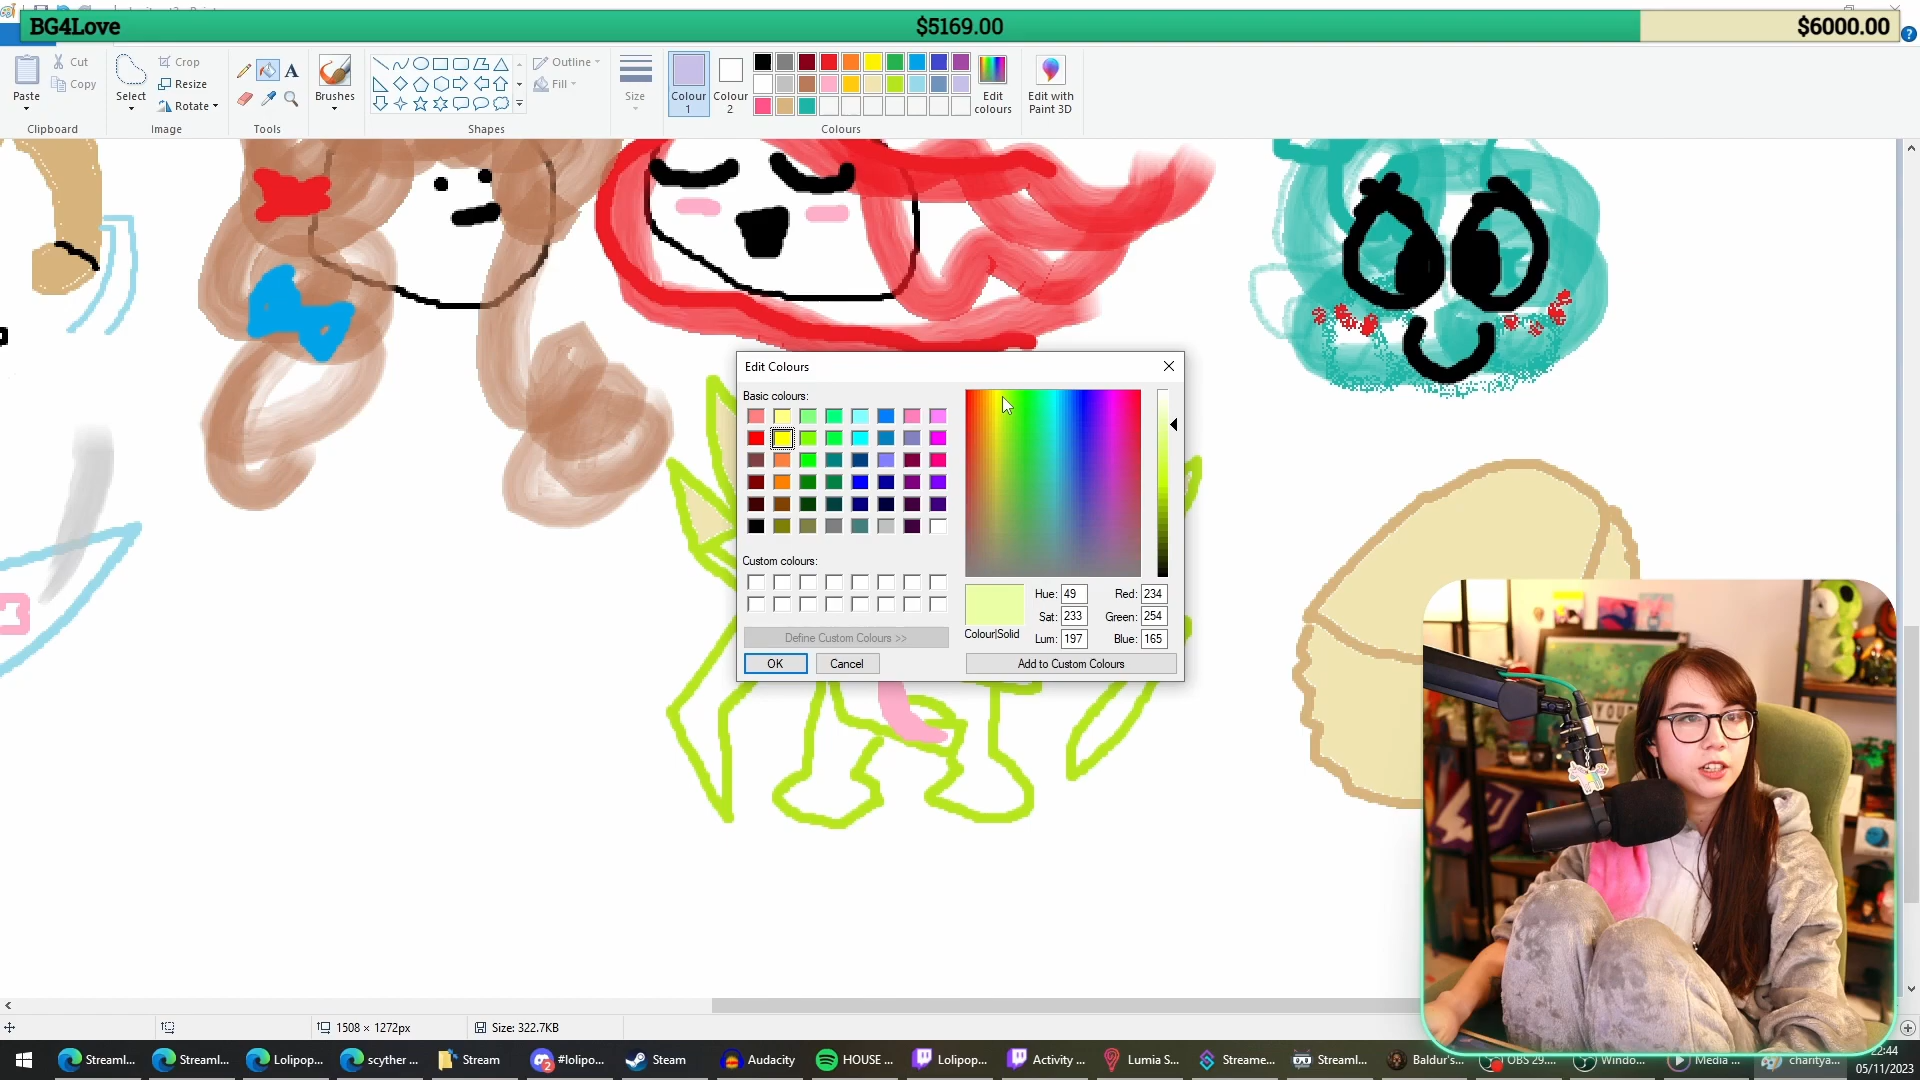 BG4Love $5169.00 $6000.00
Paste
Cut
Copy
Clipboard
Select
Crop
Resize
Rotate
Image
Tools
Brushes
Shapes
Outline
Fill
Size
Colour 1
Colour 2
Edit colours
Colours
Edit with Paint 3D
Edit Colours
Basic colours:
Custom colours:
Define Custom Colours >>
OK Cancel
Colour|Solid
Hue: 49 Red: 234
Sat: 233 Green: 254
Lum: 197 Blue: 165
Add to Custom Colours
1508 × 1272px Size: 322.7KB
Streaml... Streaml... Lolipop... scyther ... Stream #lolipo... Steam Audacity HOUSE ... Lolipop... Activity ... Lumia S... Streame... Streaml... Baldur's... OBS 29.... Windo... Media ... charitya...
22:44
05/11/2023